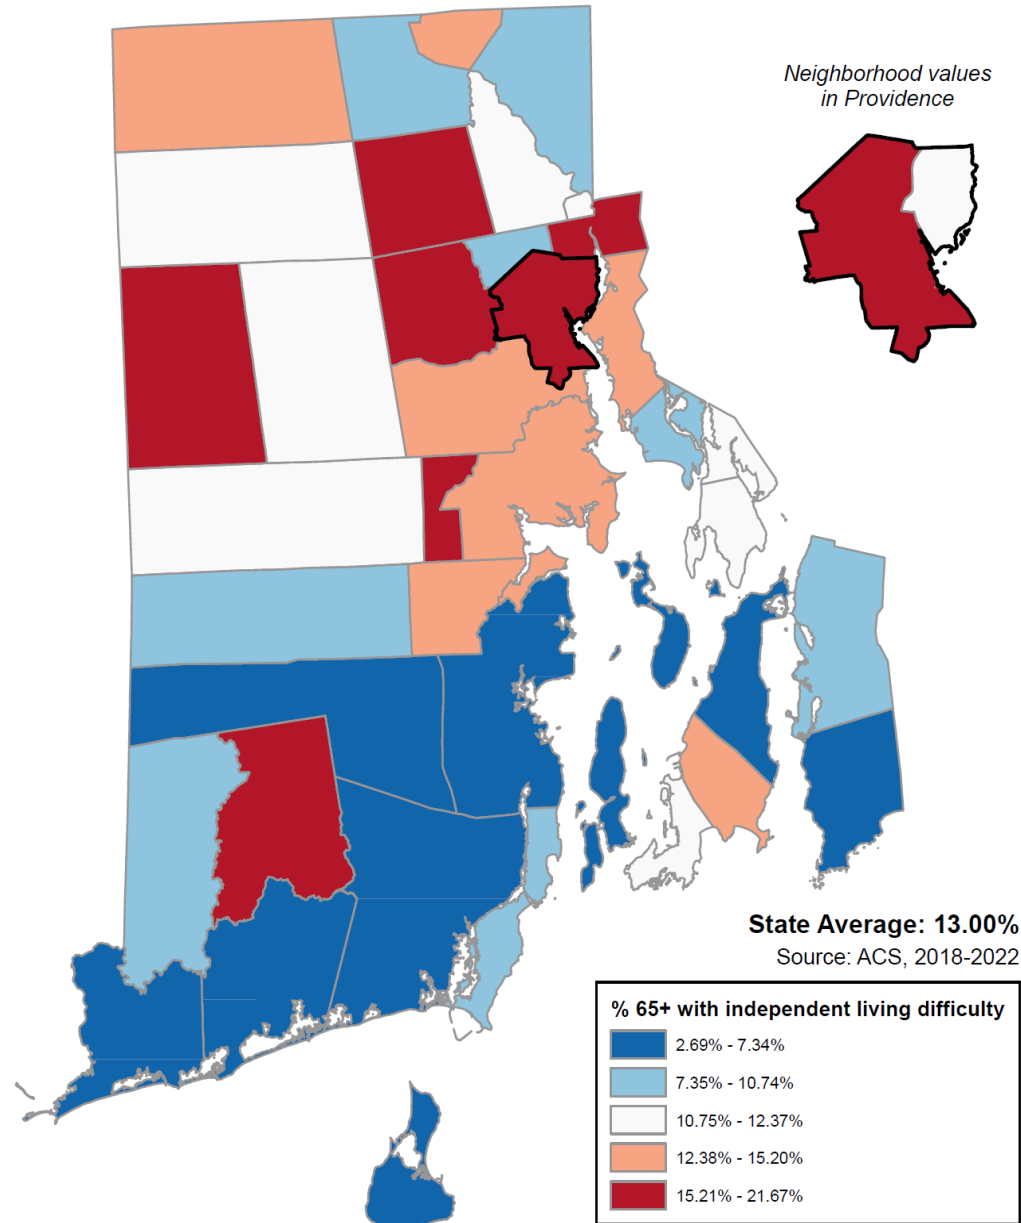 Neighborhood values
in Providence
State Average: 13.00%
Source: ACS, 2018-2022
% 65+ with independent living difficulty
2.69% - 7.34%
7.35% - 10.74%
10.75% - 12.37%
12.38% - 15.20%
15.21% - 21.67%